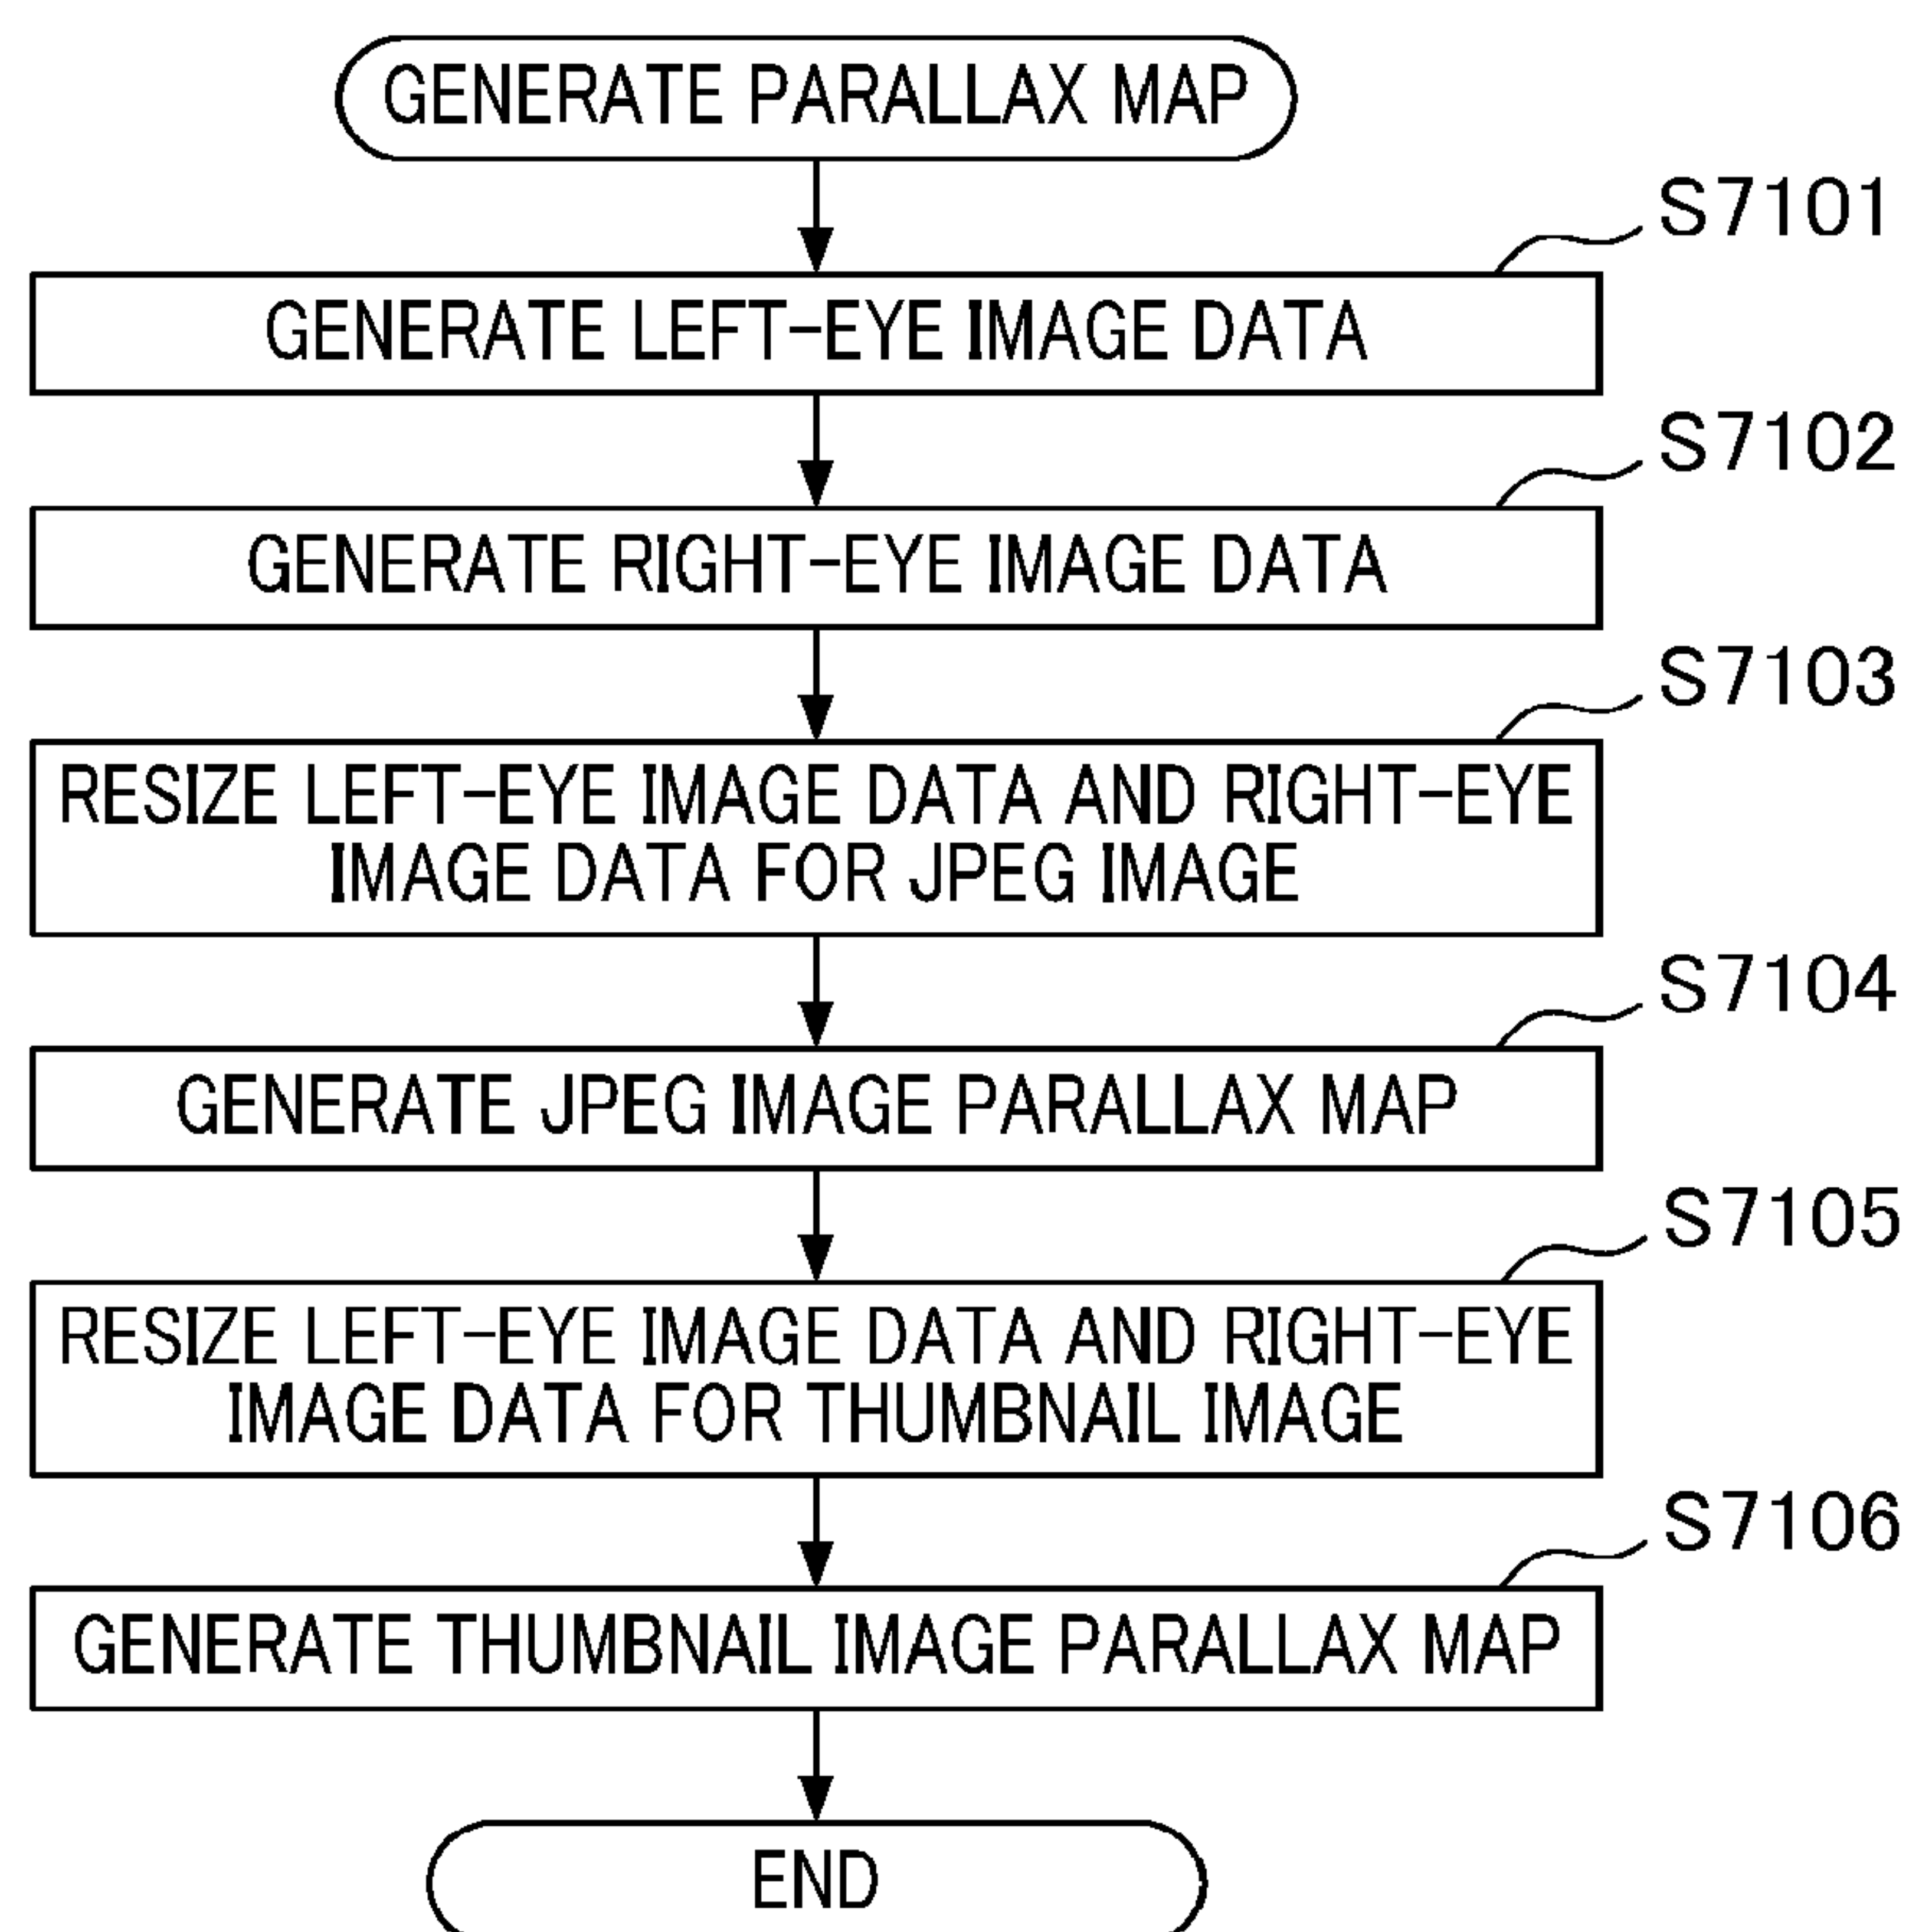 GENERATE PARALLAX MAP
S7101
GENERATE LEFT-EYE IMAGE DATA
S7102
GENERATE RIGHT-EYE IMAGE DATA
S7103
RESIZE LEFT-EYE IMAGE DATA AND RIGHT-EYE
IMAGE DATA FOR JPEG IMAGE
S7104
GENERATE JPEG IMAGE PARALLAX MAP
S7105
RESIZE LEFT-EYE IMAGE DATA AND RIGHT-EYE
IMAGE DATA FOR THUMBNAIL IMAGE
S7106
GENERATE THUMBNAIL IMAGE PARALLAX MAP
END